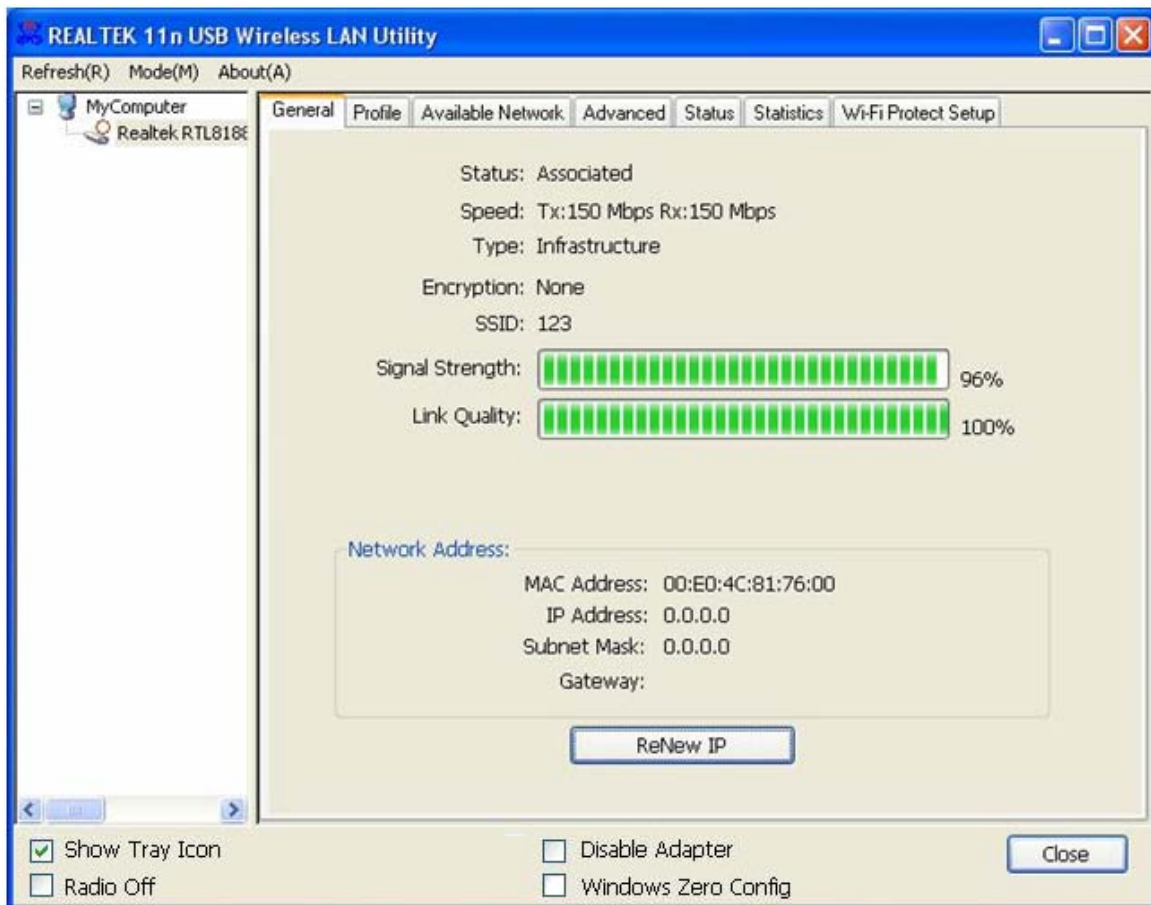 REALTEK 11n USB Wireless LAN Utility
Refresh(R) Mode(M) About(A)
MyComputer
Realtek RTL8188
General Profile Available Network Advanced Status Statistics Wi-Fi Protect Setup
Status: Associated
Speed: Tx:150 Mbps Rx:150 Mbps
Type: Infrastructure
Encryption: None
SSID: 123
Signal Strength: 96%
Link Quality: 100%
Network Address:
MAC Address: 00:E0:4C:81:76:00
IP Address: 0.0.0.0
Subnet Mask: 0.0.0.0
Gateway:
ReNew IP
Show Tray Icon
Disable Adapter
Close
Radio Off
Windows Zero Config